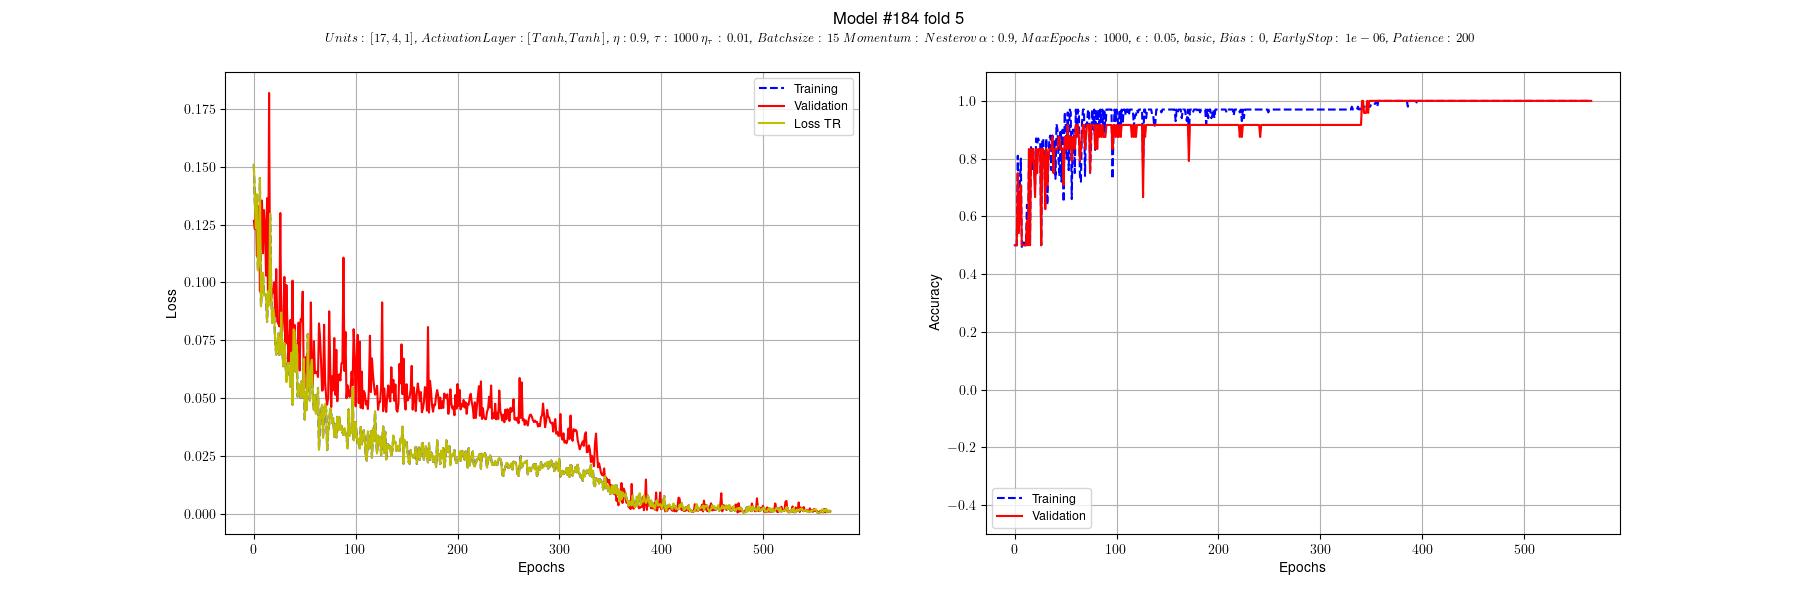 Model #184 fold 5
Units : [17, 4, 1], ActivationLayer : [Tanh, Tanh], η : 0.9, τ : 1000 ητ : 0.01, Batchsize : 15 Momentum : Nesterov α : 0.9, MaxEpochs : 1000, ϵ : 0.05, basic, Bias : 0, EarlyStop : 1e − 06, Patience : 200
Loss
0.175
0.150
0.125
0.100
0.075
0.050
0.025
0.000
0 100 200 300 400 500
Epochs
Training
Validation
Loss TR
Accuracy
1.0
0.8
0.6
0.4
0.2
0.0
−0.2
−0.4
0 100 200 300 400 500
Epochs
Training
Validation